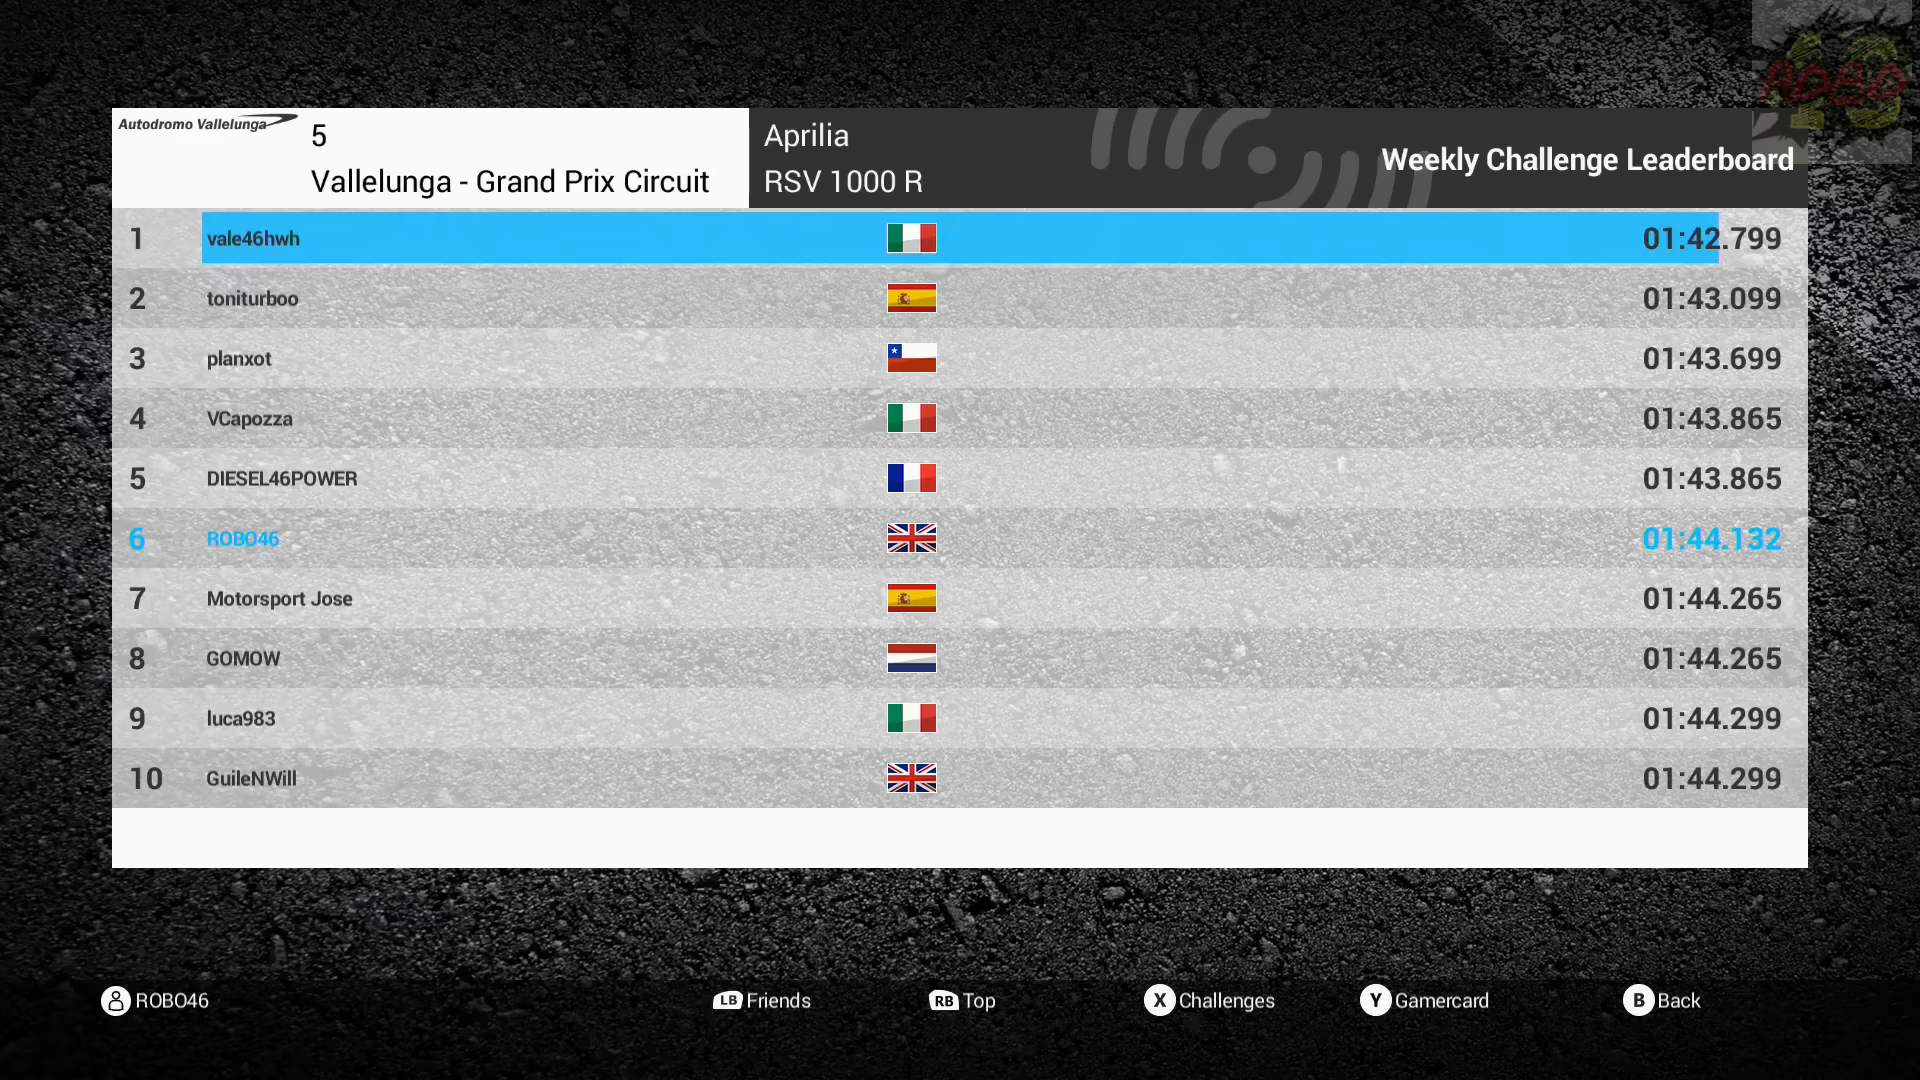 Autodromo Vallelunga
5
Vallelunga - Grand Prix Circuit
Aprilia
RSV 1000 R
Weekly Challenge Leaderboard
ROBO
46
1 vale46hwh 01:42.799
2 toniturboo 01:43.099
3 planxot 01:43.699
4 VCapozza 01:43.865
5 DIESEL46POWER 01:43.865
6 ROBO46 01:44.132
7 Motorsport Jose 01:44.265
8 GOMOW 01:44.265
9 luca983 01:44.299
10 GuileNWill 01:44.299
ROBO46 LB Friends RB Top X Challenges Y Gamercard B Back